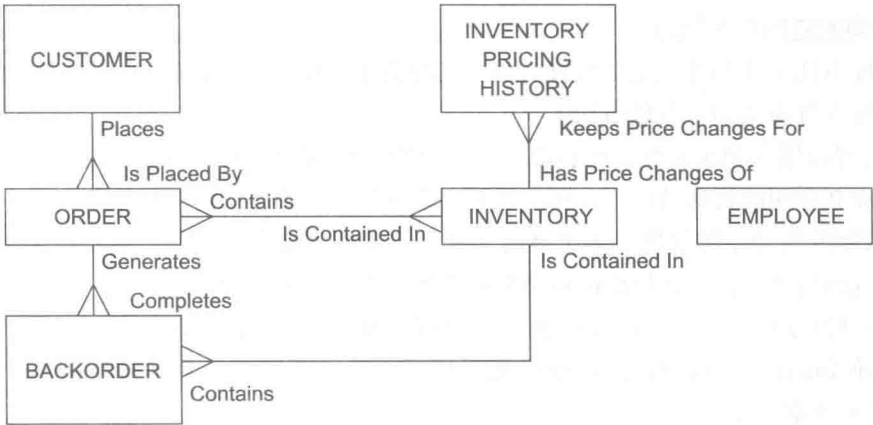 CUSTOMER
INVENTORY
PRICING
HISTORY
Places
Keeps Price Changes For
Is Placed By
Has Price Changes Of
ORDER
Contains
Is Contained In
INVENTORY
EMPLOYEE
Generates
Is Contained In
Completes
BACKORDER
Contains